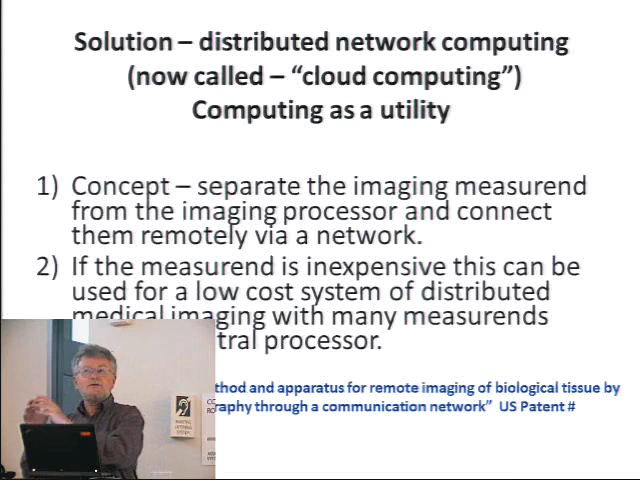 Solution – distributed network computing
(now called – “cloud computing”)
Computing as a utility
1) Concept – separate the imaging measurend
from the imaging processor and connect
them remotely via a network.
2) If the measurend is inexpensive this can be
used for a low cost system of distributed
medical imaging with many measurends
tral processor.
thod and apparatus for remote imaging of biological tissue by
raphy through a communication network” US Patent #